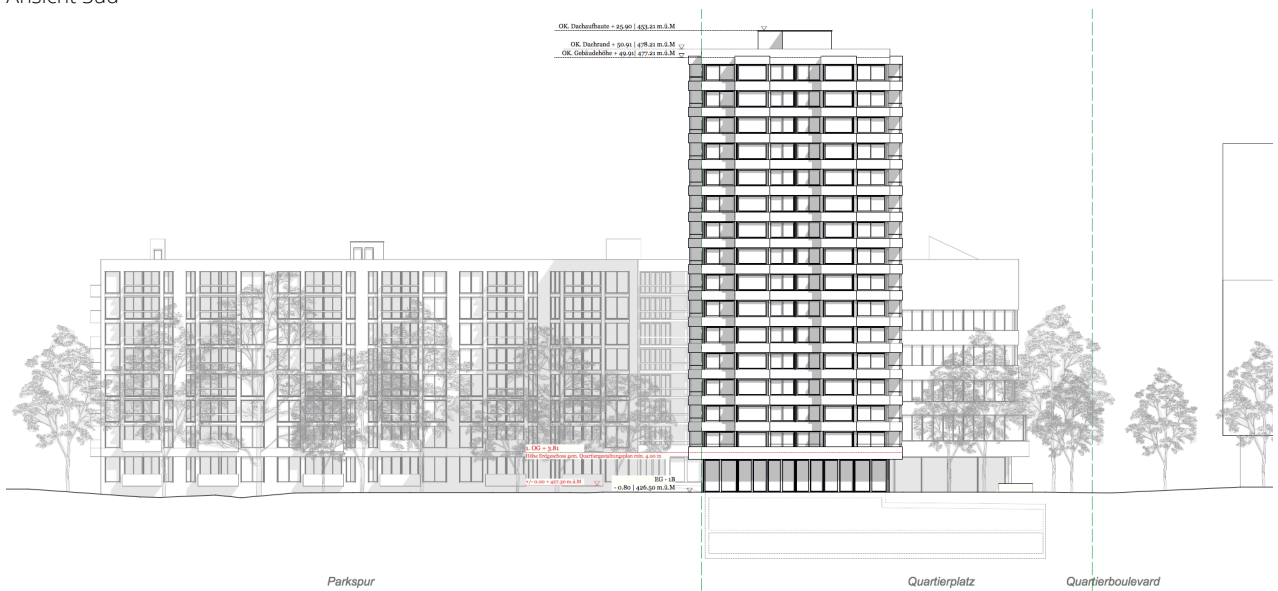 Ansicht Süd
OK. Dachaufbaute + 25.90 | 453.21 m.ü.M
OK. Dachrand + 50.91 | 478.21 m.ü.M
OK. Gebäudehöhe + 49.91| 477.21 m.ü.M
1. OG + 3.81
Höhe Erdgeschoss gem. Quartiergestaltungsplan min. 4.00 m
+/- 0.00 = 427.30 m ü.M
EG - 1B
- 0.80 | 426.50 m.ü.M
Parkspur
Quartierplatz
Quartierboulevard